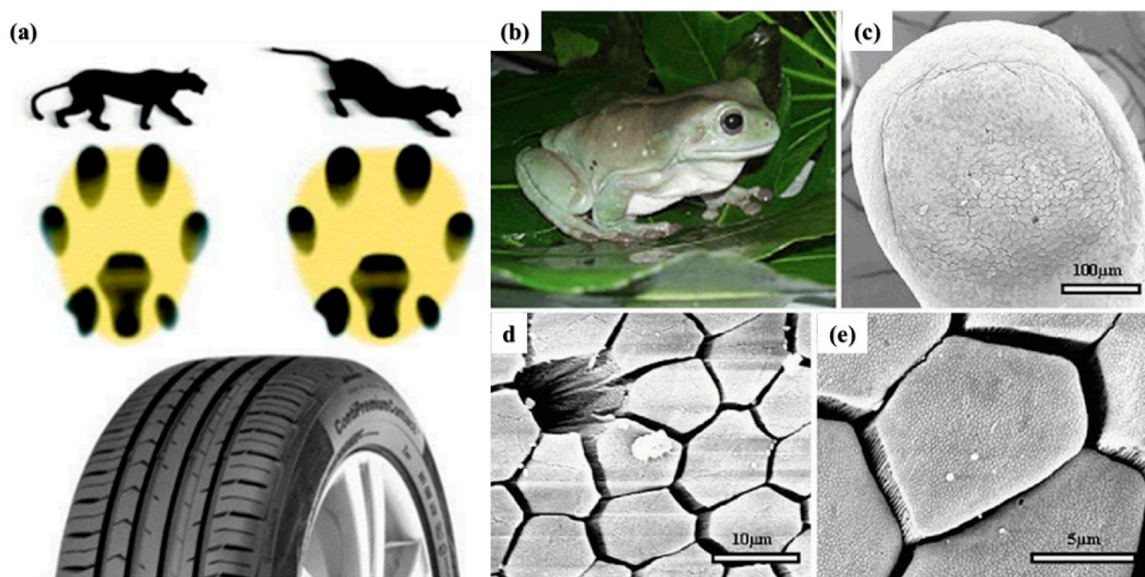 (a)
(b)
(c)
100μm
ContiPremiumContact
d
10μm
(e)
5μm